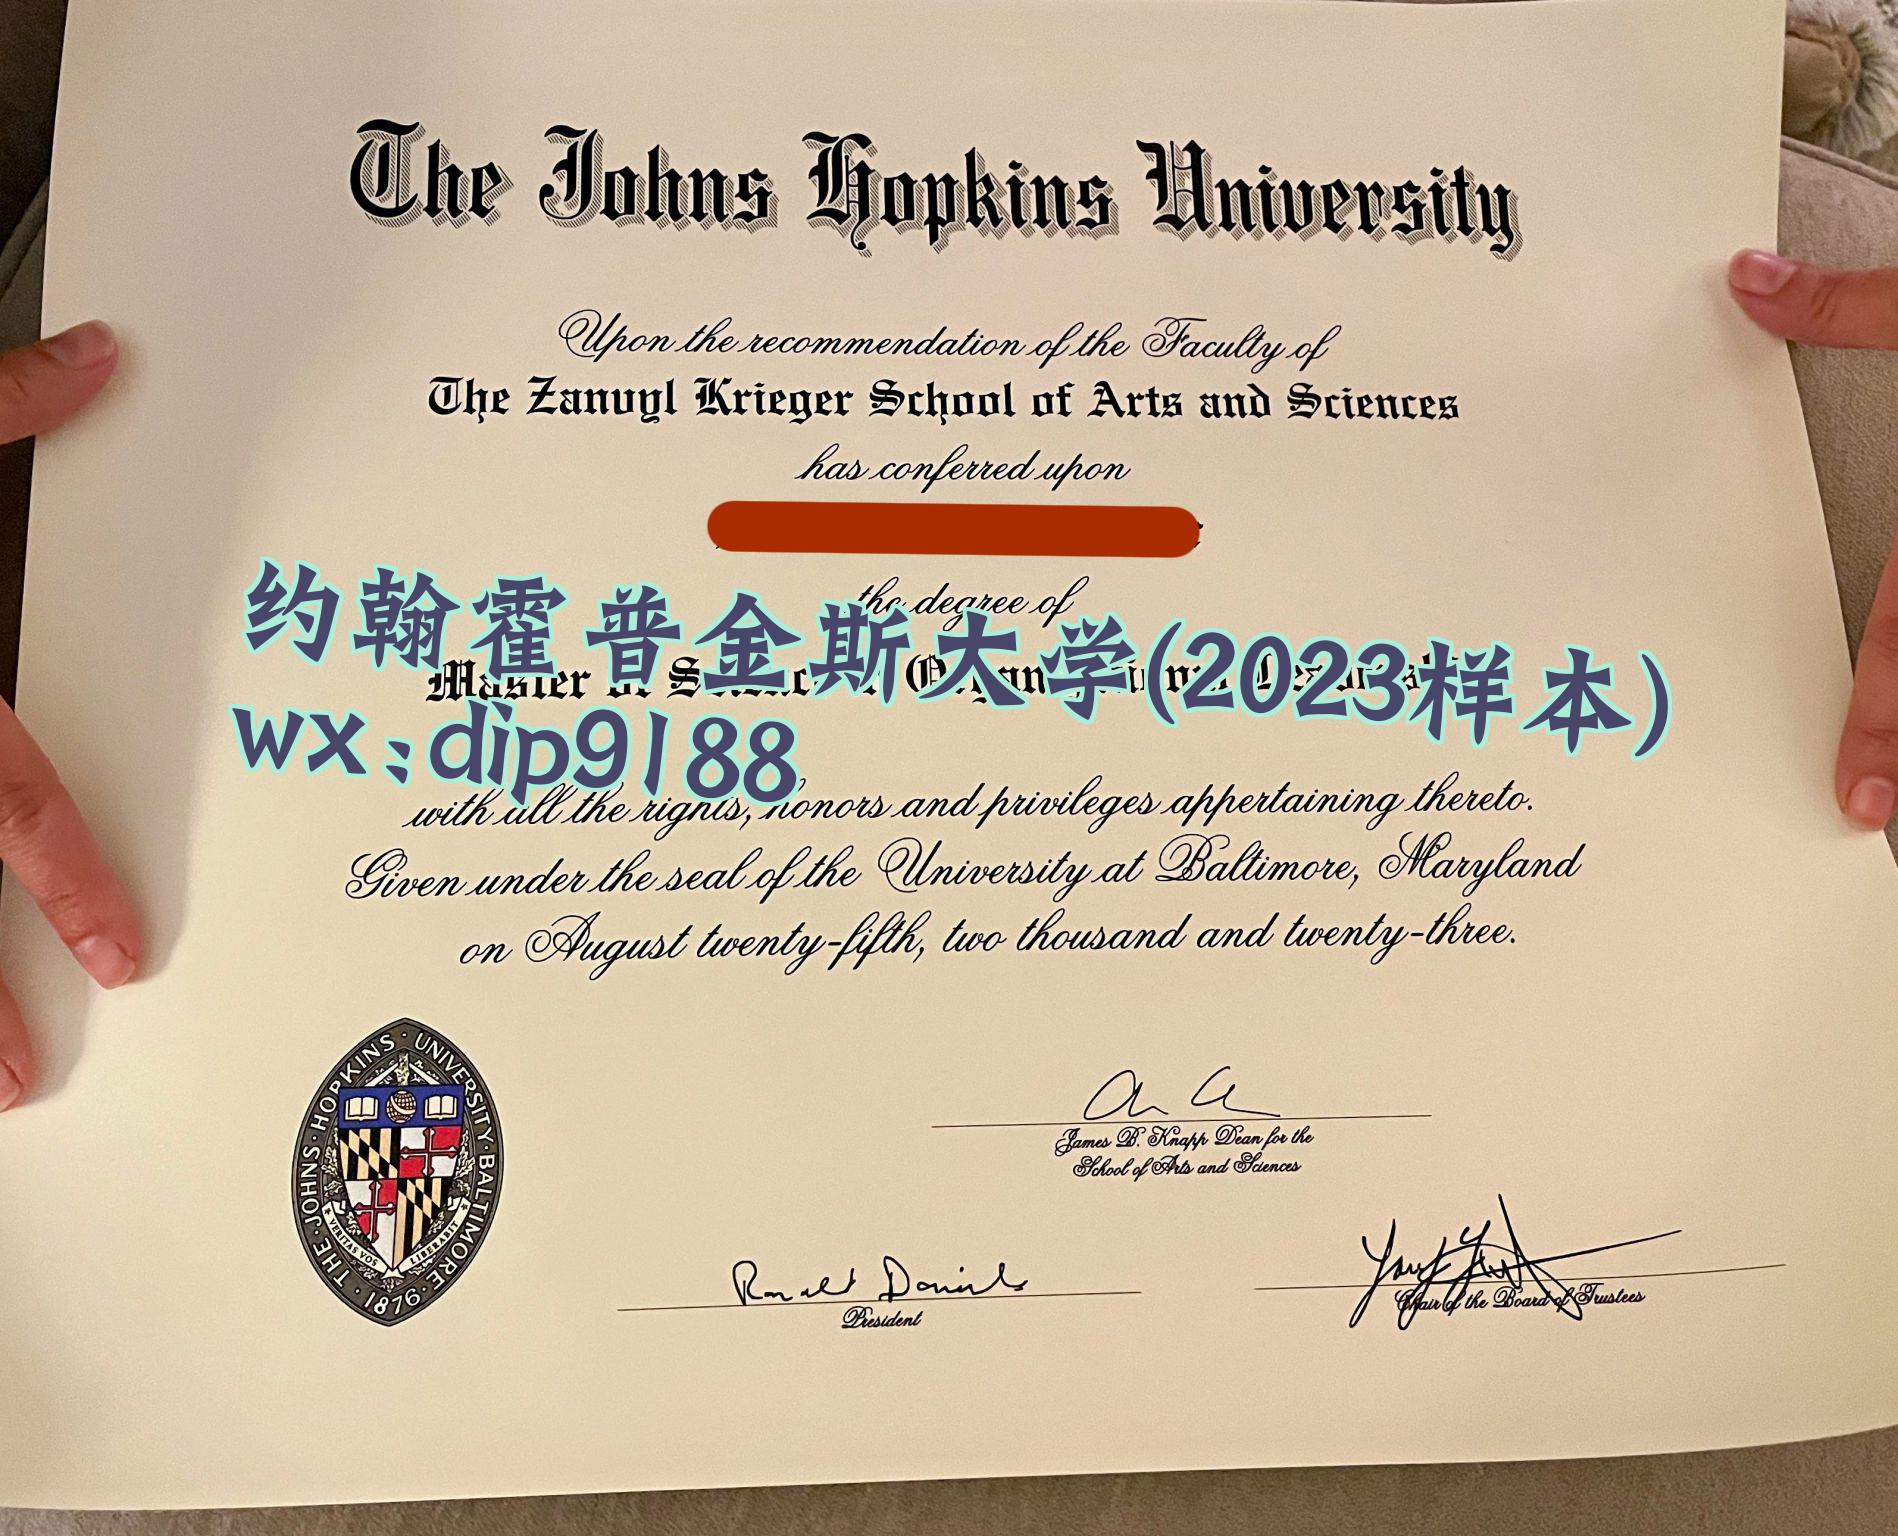 The Johns Hopkins University
Upon the recommendation of the Faculty of
The Zanvyl Krieger School of Arts and Sciences
has conferred upon
the degree of
约翰霍普金斯大学(2023样本)
Master of
wx:dip9188
with all the rights, honors and privileges appertaining thereto.
Given under the seal of the University at Baltimore, Maryland
on August twenty-fifth, two thousand and twenty-three.
THE · JOHNS · HOPKINS · UNIVERSITY · BALTIMORE ·
VERITAS VOS LIBERABIT
· 1876 ·
James B. Knapp Dean for the
School of Arts and Sciences
Ronald Daniels
President
Chair of the Board of Trustees